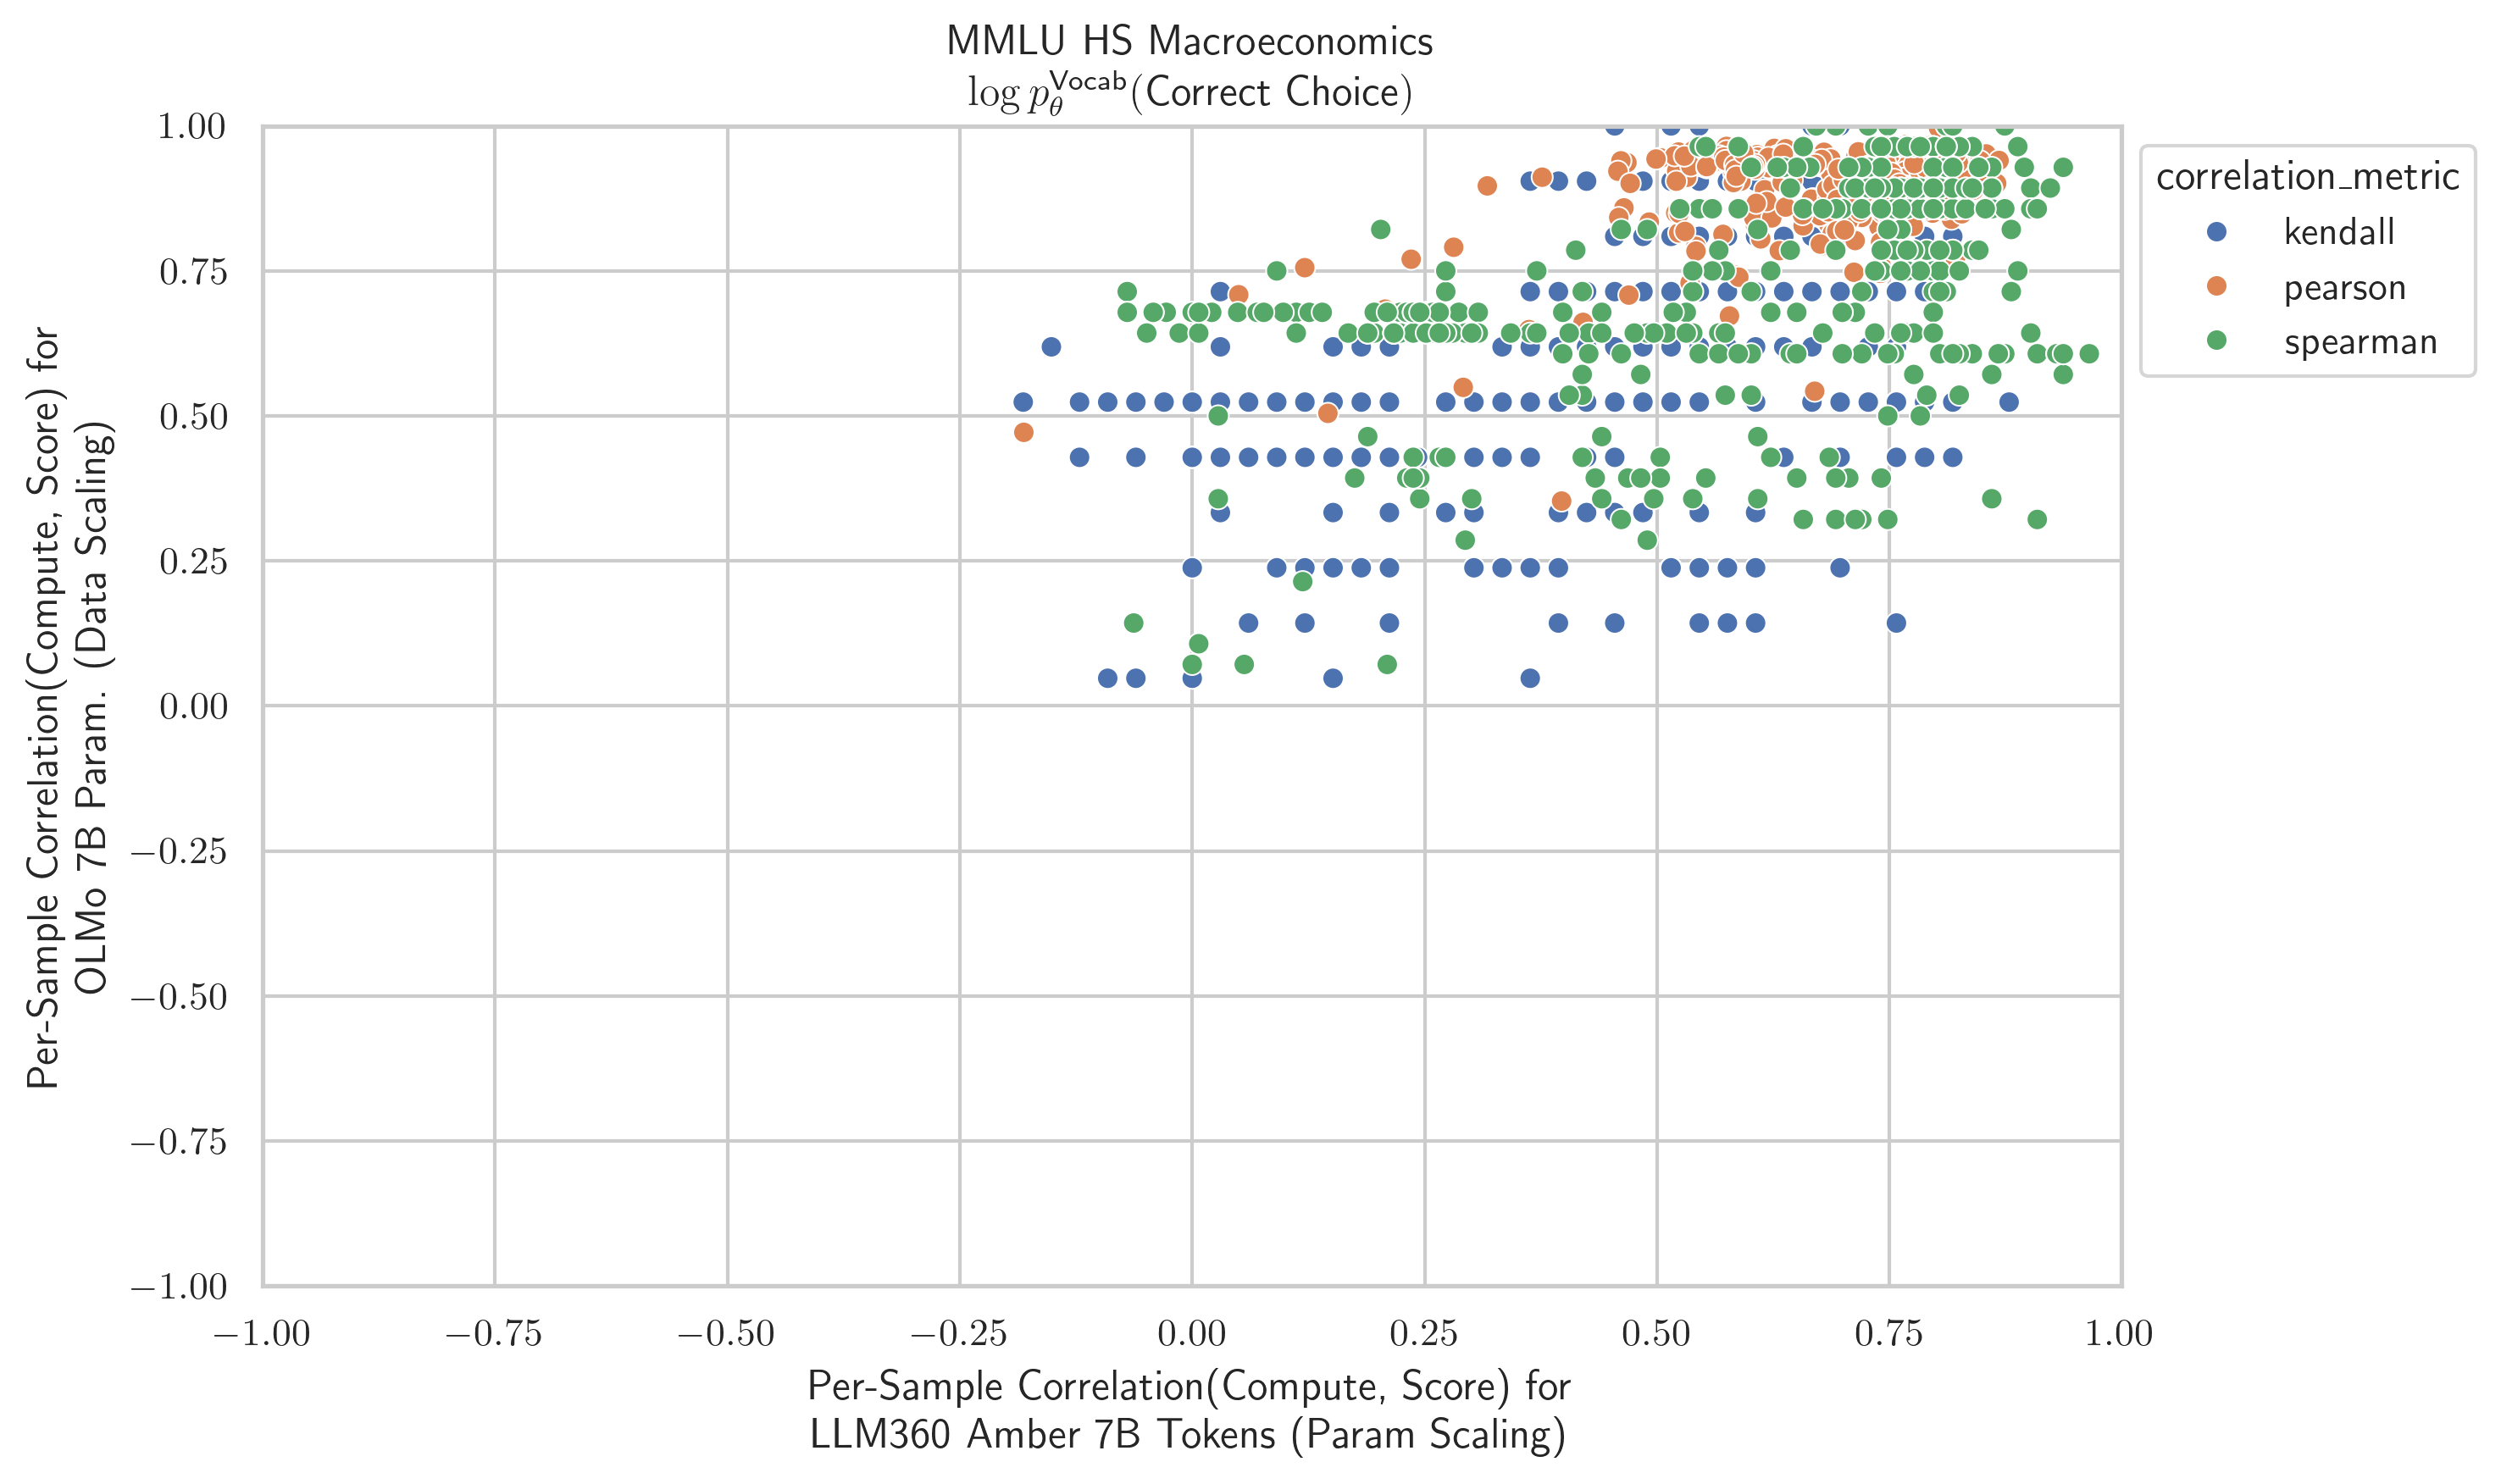 MMLU HS Macroeconomics
log p_θ^Vocab(Correct Choice)
Per-Sample Correlation(Compute, Score) for
OLMo 7B Param. (Data Scaling)
1.00
0.75
0.50
0.25
0.00
−0.25
−0.50
−0.75
−1.00
−1.00 −0.75 −0.50 −0.25 0.00 0.25 0.50 0.75 1.00
Per-Sample Correlation(Compute, Score) for
LLM360 Amber 7B Tokens (Param Scaling)
correlation_metric
kendall
pearson
spearman